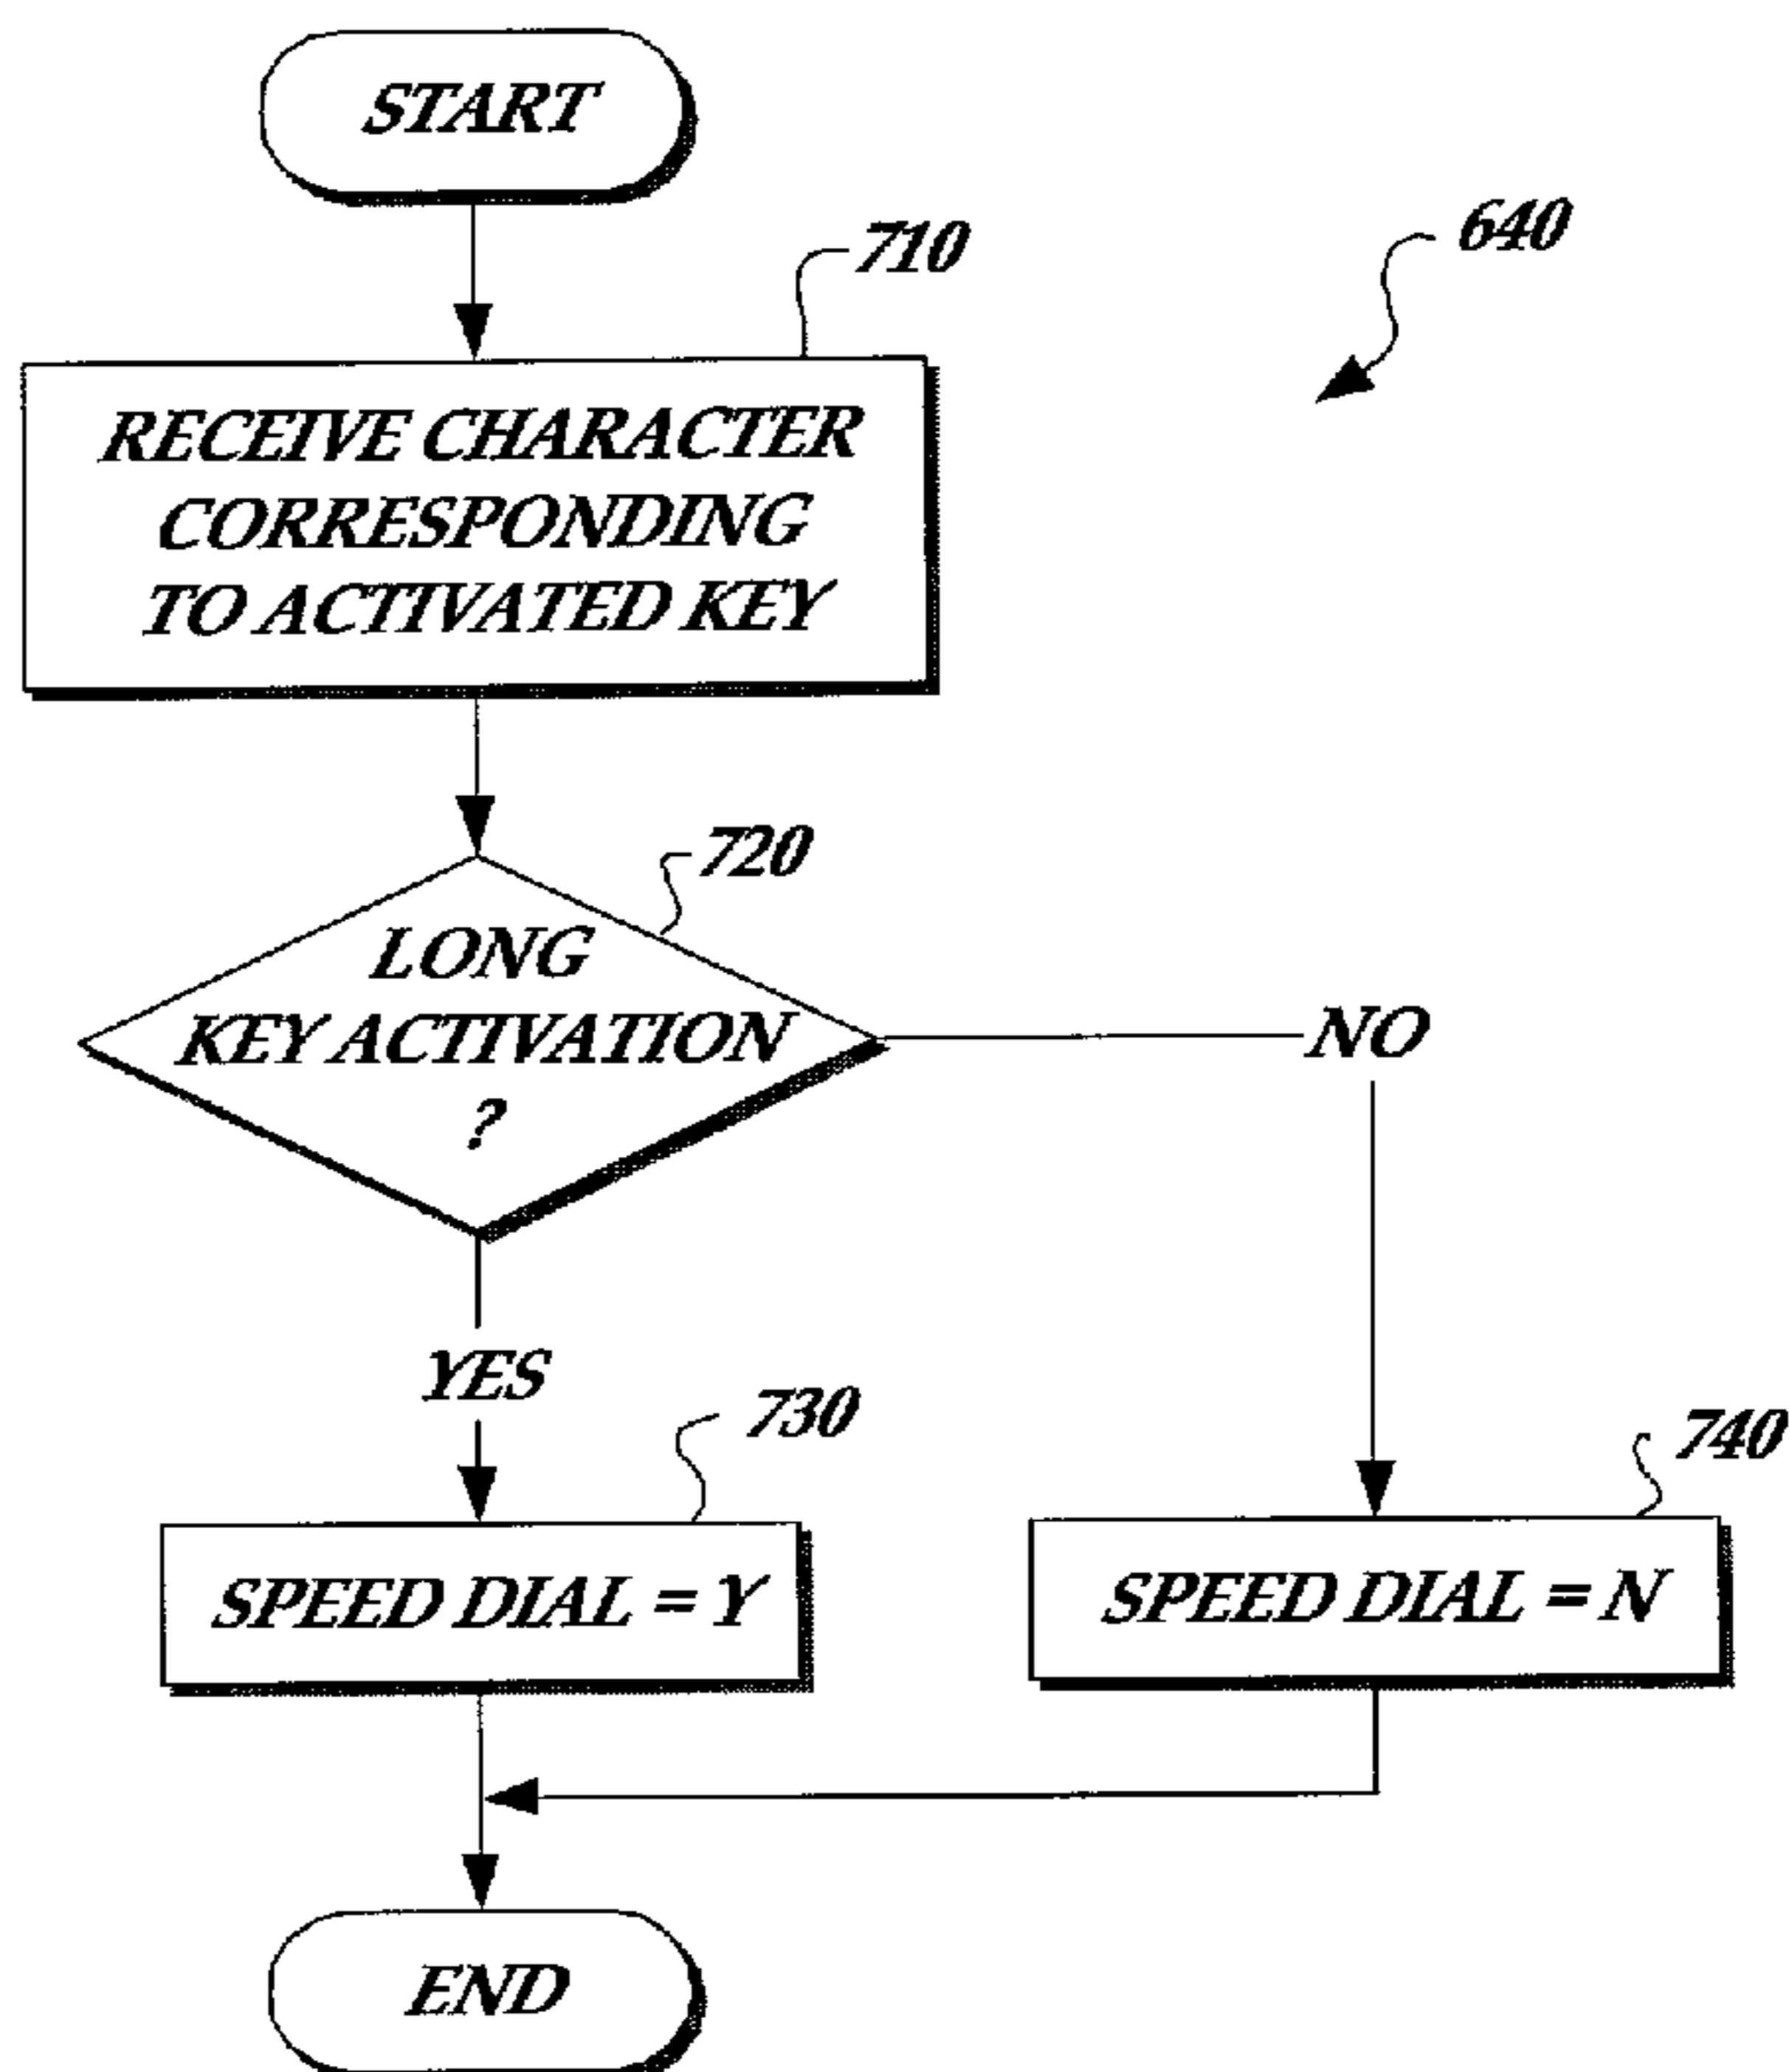 START
710
640
RECEIVE CHARACTER
CORRESPONDING
TO ACTIVATED KEY
720
LONG
KEY ACTIVATION
?
NO
YES
730
740
SPEED DIAL = Y
SPEED DIAL = N
END